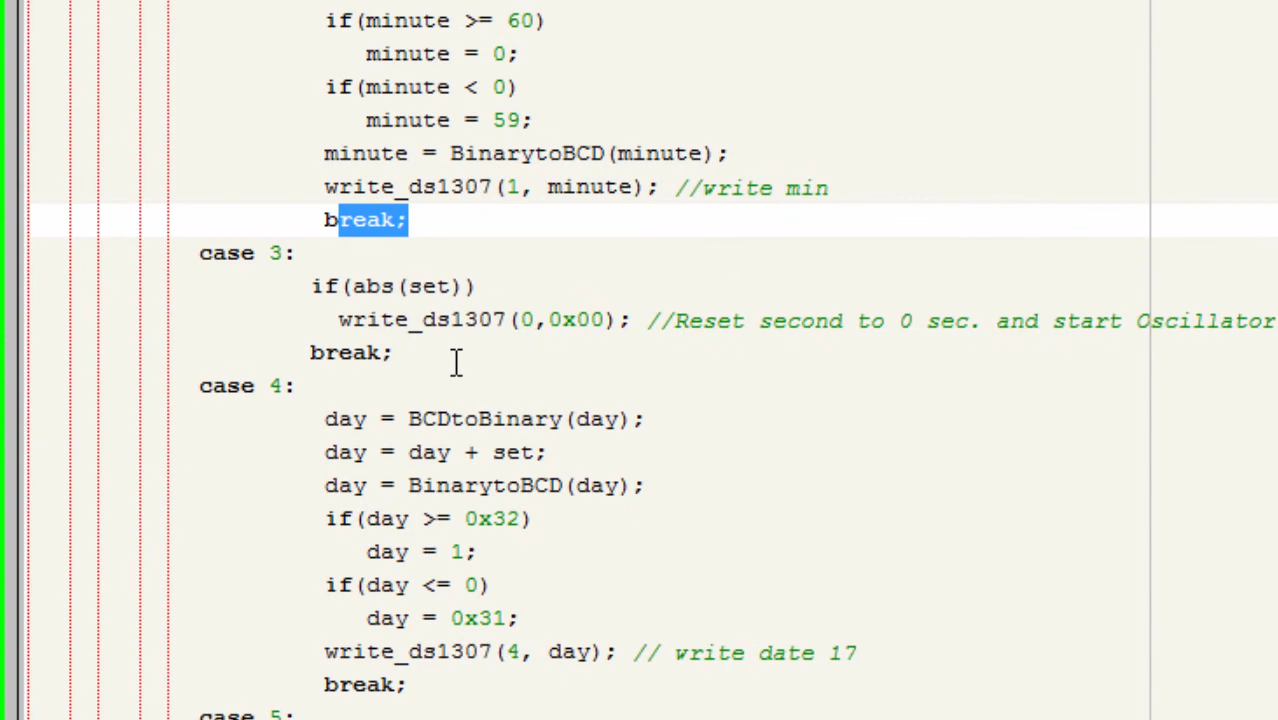 if(minute >= 60)
minute = 0;
if(minute < 0)
minute = 59;
minute = BinarytoBCD(minute);
write_ds1307(1, minute); //write min
break;
case 3:
if(abs(set))
write_ds1307(0,0x00); //Reset second to 0 sec. and start Oscillator
break;
case 4:
day = BCDtoBinary(day);
day = day + set;
day = BinarytoBCD(day);
if(day >= 0x32)
day = 1;
if(day <= 0)
day = 0x31;
write_ds1307(4, day); // write date 17
break;
case 5: